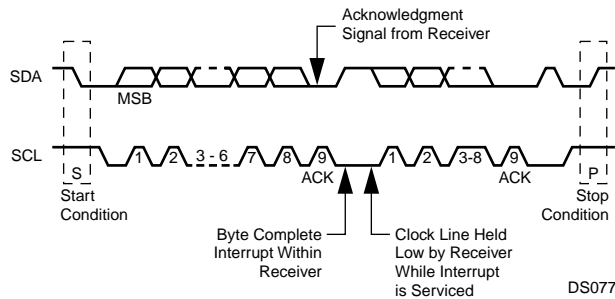 Acknowledgment
Signal from Receiver
SDA
MSB
SCL
S
1 2 3 - 6 7 8 9 1 2 3-8 9
P
ACK
ACK
Start
Condition
Stop
Condition
Byte Complete
Interrupt Within
Receiver
Clock Line Held
Low by Receiver
While Interrupt
is Serviced
DS077